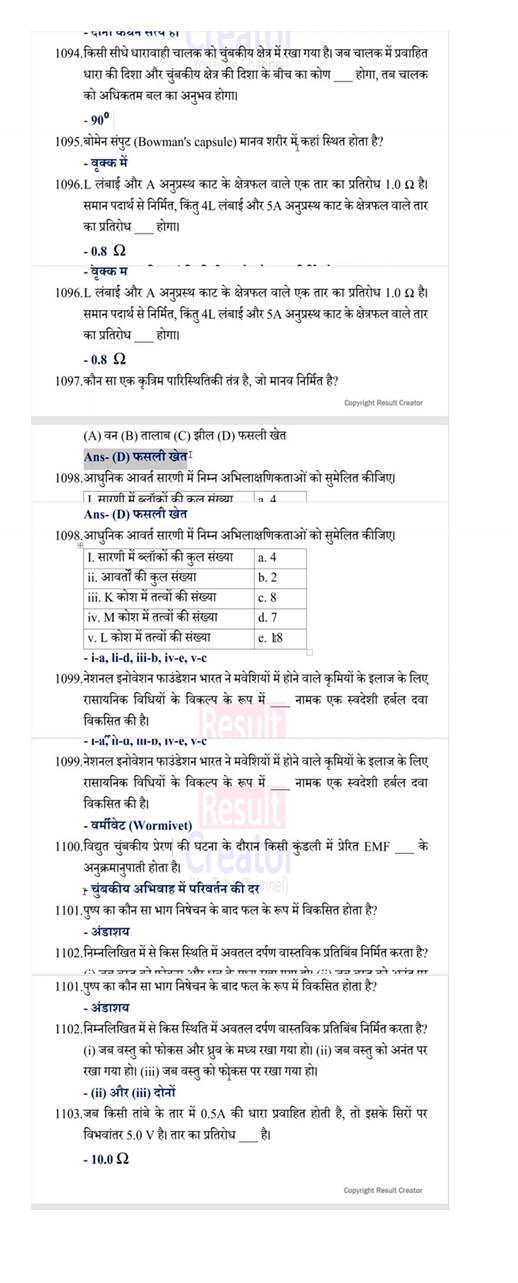 - दोनों कथन सत्य हैं
1094.किसी सीधे धारावाही चालक को चुंबकीय क्षेत्र में रखा गया है। जब चालक में प्रवाहित
धारा की दिशा और चुंबकीय क्षेत्र की दिशा के बीच का कोण ___ होगा, तब चालक
को अधिकतम बल का अनुभव होगा।
- 90⁰
1095.बोमेन संपुट (Bowman's capsule) मानव शरीर में कहां स्थित होता है?
- वृक्क में
1096.L लंबाई और A अनुप्रस्थ काट के क्षेत्रफल वाले एक तार का प्रतिरोध 1.0 Ω है।
समान पदार्थ से निर्मित, किंतु 4L लंबाई और 5A अनुप्रस्थ काट के क्षेत्रफल वाले तार
का प्रतिरोध ___ होगा।
- 0.8 Ω
- वृक्क में
1096.L लंबाई और A अनुप्रस्थ काट के क्षेत्रफल वाले एक तार का प्रतिरोध 1.0 Ω है।
समान पदार्थ से निर्मित, किंतु 4L लंबाई और 5A अनुप्रस्थ काट के क्षेत्रफल वाले तार
का प्रतिरोध ___ होगा।
- 0.8 Ω
1097.कौन सा एक कृत्रिम पारिस्थितिकी तंत्र है, जो मानव निर्मित है?
Copyright Result Creator
(A) वन (B) तालाब (C) झील (D) फसली खेत
Ans- (D) फसली खेत
1098.आधुनिक आवर्त सारणी में निम्न अभिलाक्षणिकताओं को सुमेलित कीजिए।
I. सारणी में ब्लॉकों की कुल संख्या a. 4
Ans- (D) फसली खेत
1098.आधुनिक आवर्त सारणी में निम्न अभिलाक्षणिकताओं को सुमेलित कीजिए।
I. सारणी में ब्लॉकों की कुल संख्या a. 4
ii. आवर्तों की कुल संख्या b. 2
iii. K कोश में तत्वों की संख्या c. 8
iv. M कोश में तत्वों की संख्या d. 7
v. L कोश में तत्वों की संख्या e. 18
- i-a, Ii-d, iii-b, iv-e, v-c
1099.नेशनल इनोवेशन फाउंडेशन भारत ने मवेशियों में होने वाले कृमियों के इलाज के लिए
रासायनिक विधियों के विकल्प के रूप में ___ नामक एक स्वदेशी हर्बल दवा
विकसित की है।
- i-a, Ii-d, iii-b, iv-e, v-c
1099.नेशनल इनोवेशन फाउंडेशन भारत ने मवेशियों में होने वाले कृमियों के इलाज के लिए
रासायनिक विधियों के विकल्प के रूप में ___ नामक एक स्वदेशी हर्बल दवा
विकसित की है।
- वर्मीवेट (Wormivet)
1100.विद्युत चुंबकीय प्रेरण की घटना के दौरान किसी कुंडली में प्रेरित EMF ___ के
अनुक्रमानुपाती होता है।
- चुंबकीय अभिवाह में परिवर्तन की दर
1101.पुष्प का कौन सा भाग निषेचन के बाद फल के रूप में विकसित होता है?
- अंडाशय
1102.निम्नलिखित में से किस स्थिति में अवतल दर्पण वास्तविक प्रतिबिंब निर्मित करता है?
1101.पुष्प का कौन सा भाग निषेचन के बाद फल के रूप में विकसित होता है?
- अंडाशय
1102.निम्नलिखित में से किस स्थिति में अवतल दर्पण वास्तविक प्रतिबिंब निर्मित करता है?
(i) जब वस्तु को फोकस और ध्रुव के मध्य रखा गया हो। (ii) जब वस्तु को अनंत पर
रखा गया हो। (iii) जब वस्तु को फोकस पर रखा गया हो।
- (ii) और (iii) दोनों
1103.जब किसी तांबे के तार में 0.5A की धारा प्रवाहित होती है, तो इसके सिरों पर
विभवांतर 5.0 V है। तार का प्रतिरोध ___ है।
- 10.0 Ω
Copyright Result Creator